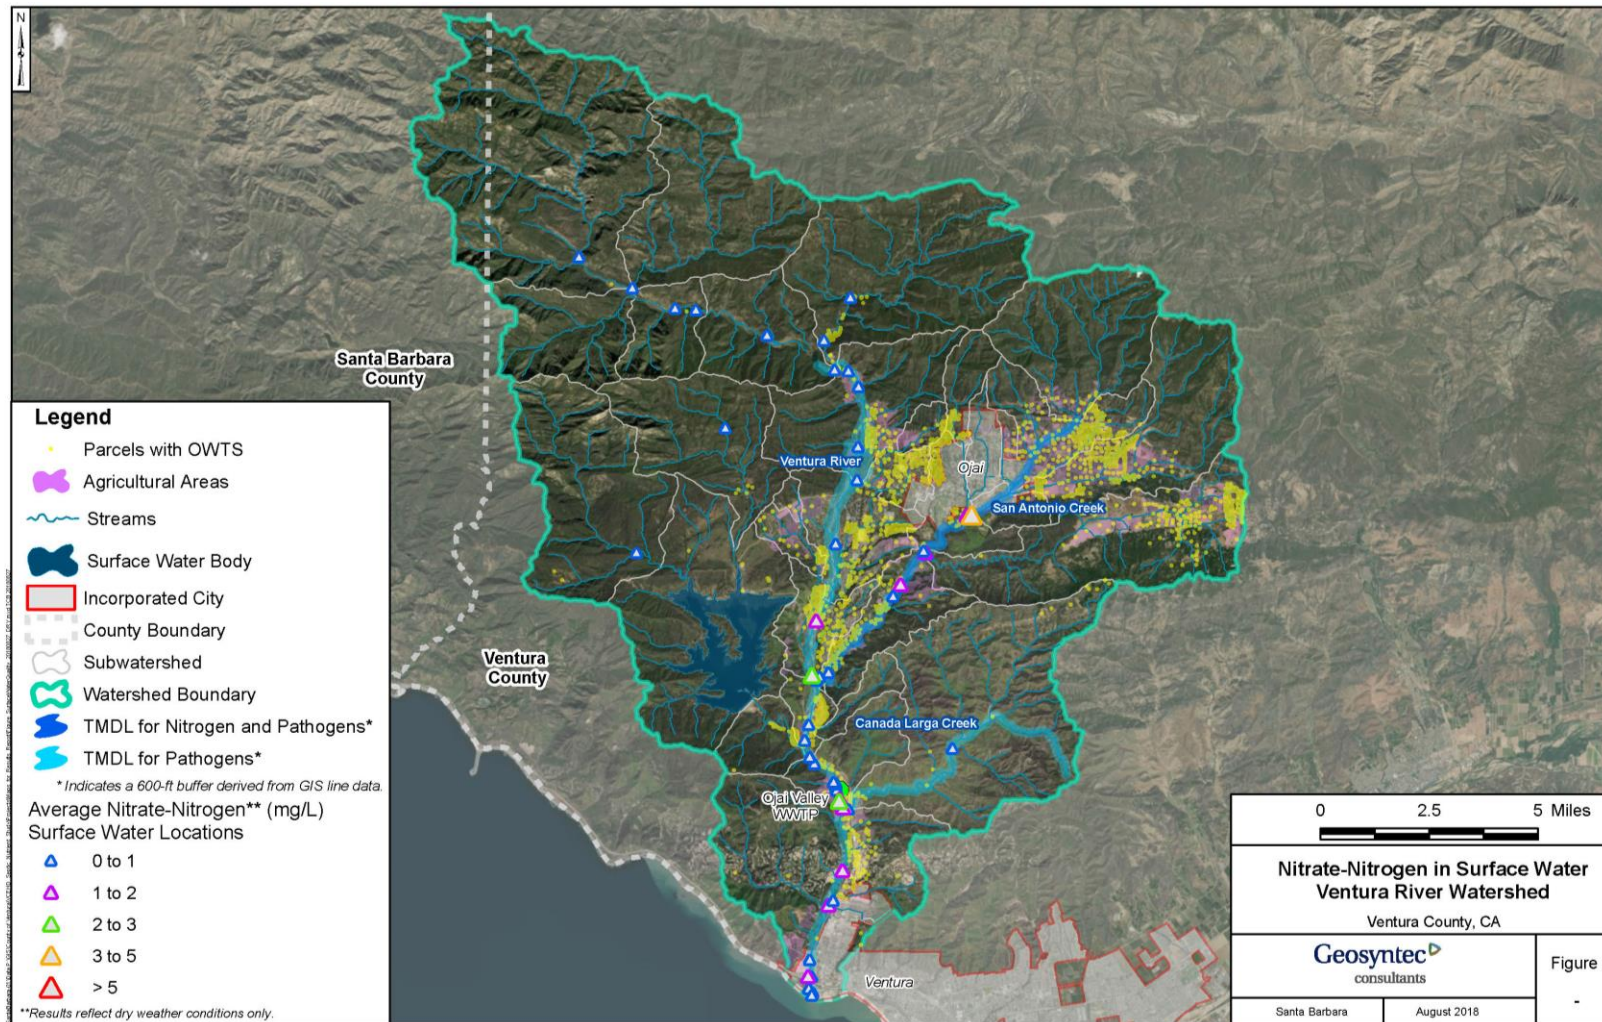 N
Santa Barbara
County
Ventura River
Ojai
San Antonio Creek
Ventura
County
Canada Larga Creek
Ojai Valley
WWTP
Ventura
Legend
Parcels with OWTS
Agricultural Areas
Streams
Surface Water Body
Incorporated City
County Boundary
Subwatershed
Watershed Boundary
TMDL for Nitrogen and Pathogens*
TMDL for Pathogens*
* Indicates a 600-ft buffer derived from GIS line data.
Average Nitrate-Nitrogen** (mg/L)
Surface Water Locations
0 to 1
1 to 2
2 to 3
3 to 5
> 5
**Results reflect dry weather conditions only.
0 2.5 5 Miles
Nitrate-Nitrogen in Surface Water
Ventura River Watershed
Ventura County, CA
Geosyntec
consultants
Figure
-
Santa Barbara August 2018